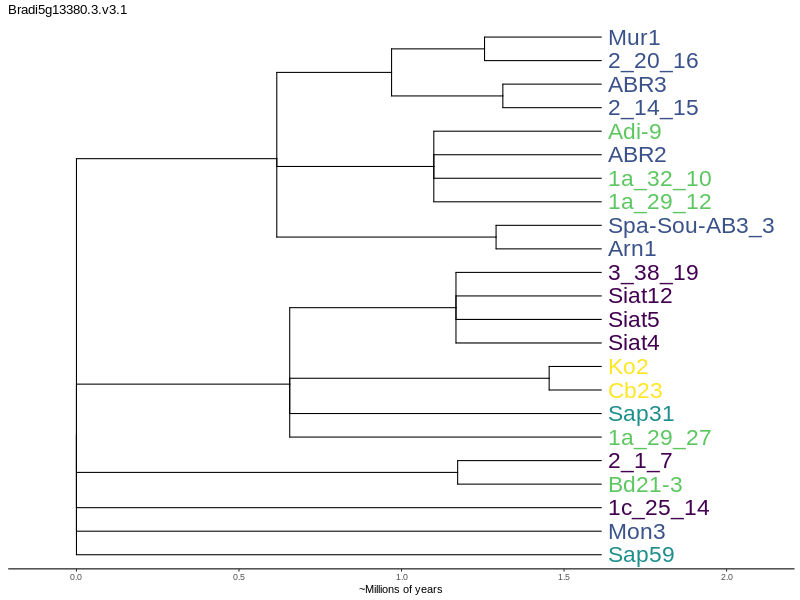 Bradi5g13380.3.v3.1
Mur1
2_20_16
ABR3
2_14_15
Adi-9
ABR2
1a_32_10
1a_29_12
Spa-Sou-AB3_3
Arn1
3_38_19
Siat12
Siat5
Siat4
Ko2
Cb23
Sap31
1a_29_27
2_1_7
Bd21-3
1c_25_14
Mon3
Sap59
0.0 0.5 1.0 1.5 2.0
~Millions of years